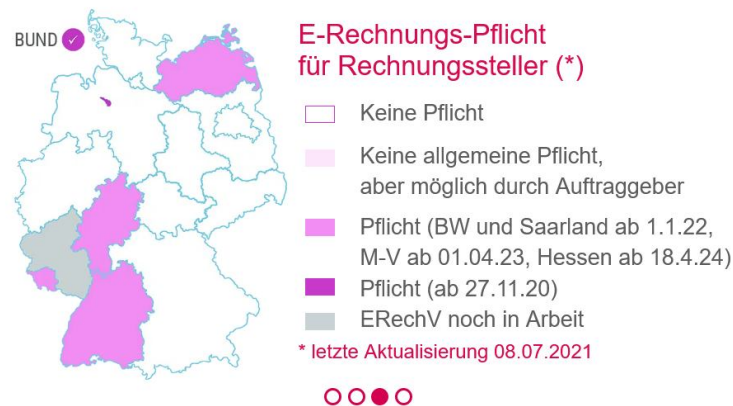 BUND
E-Rechnungs-Pflicht
für Rechnungssteller (*)
Keine Pflicht
Keine allgemeine Pflicht,
aber möglich durch Auftraggeber
Pflicht (BW und Saarland ab 1.1.22,
M-V ab 01.04.23, Hessen ab 18.4.24)
Pflicht (ab 27.11.20)
ERechV noch in Arbeit
* letzte Aktualisierung 08.07.2021